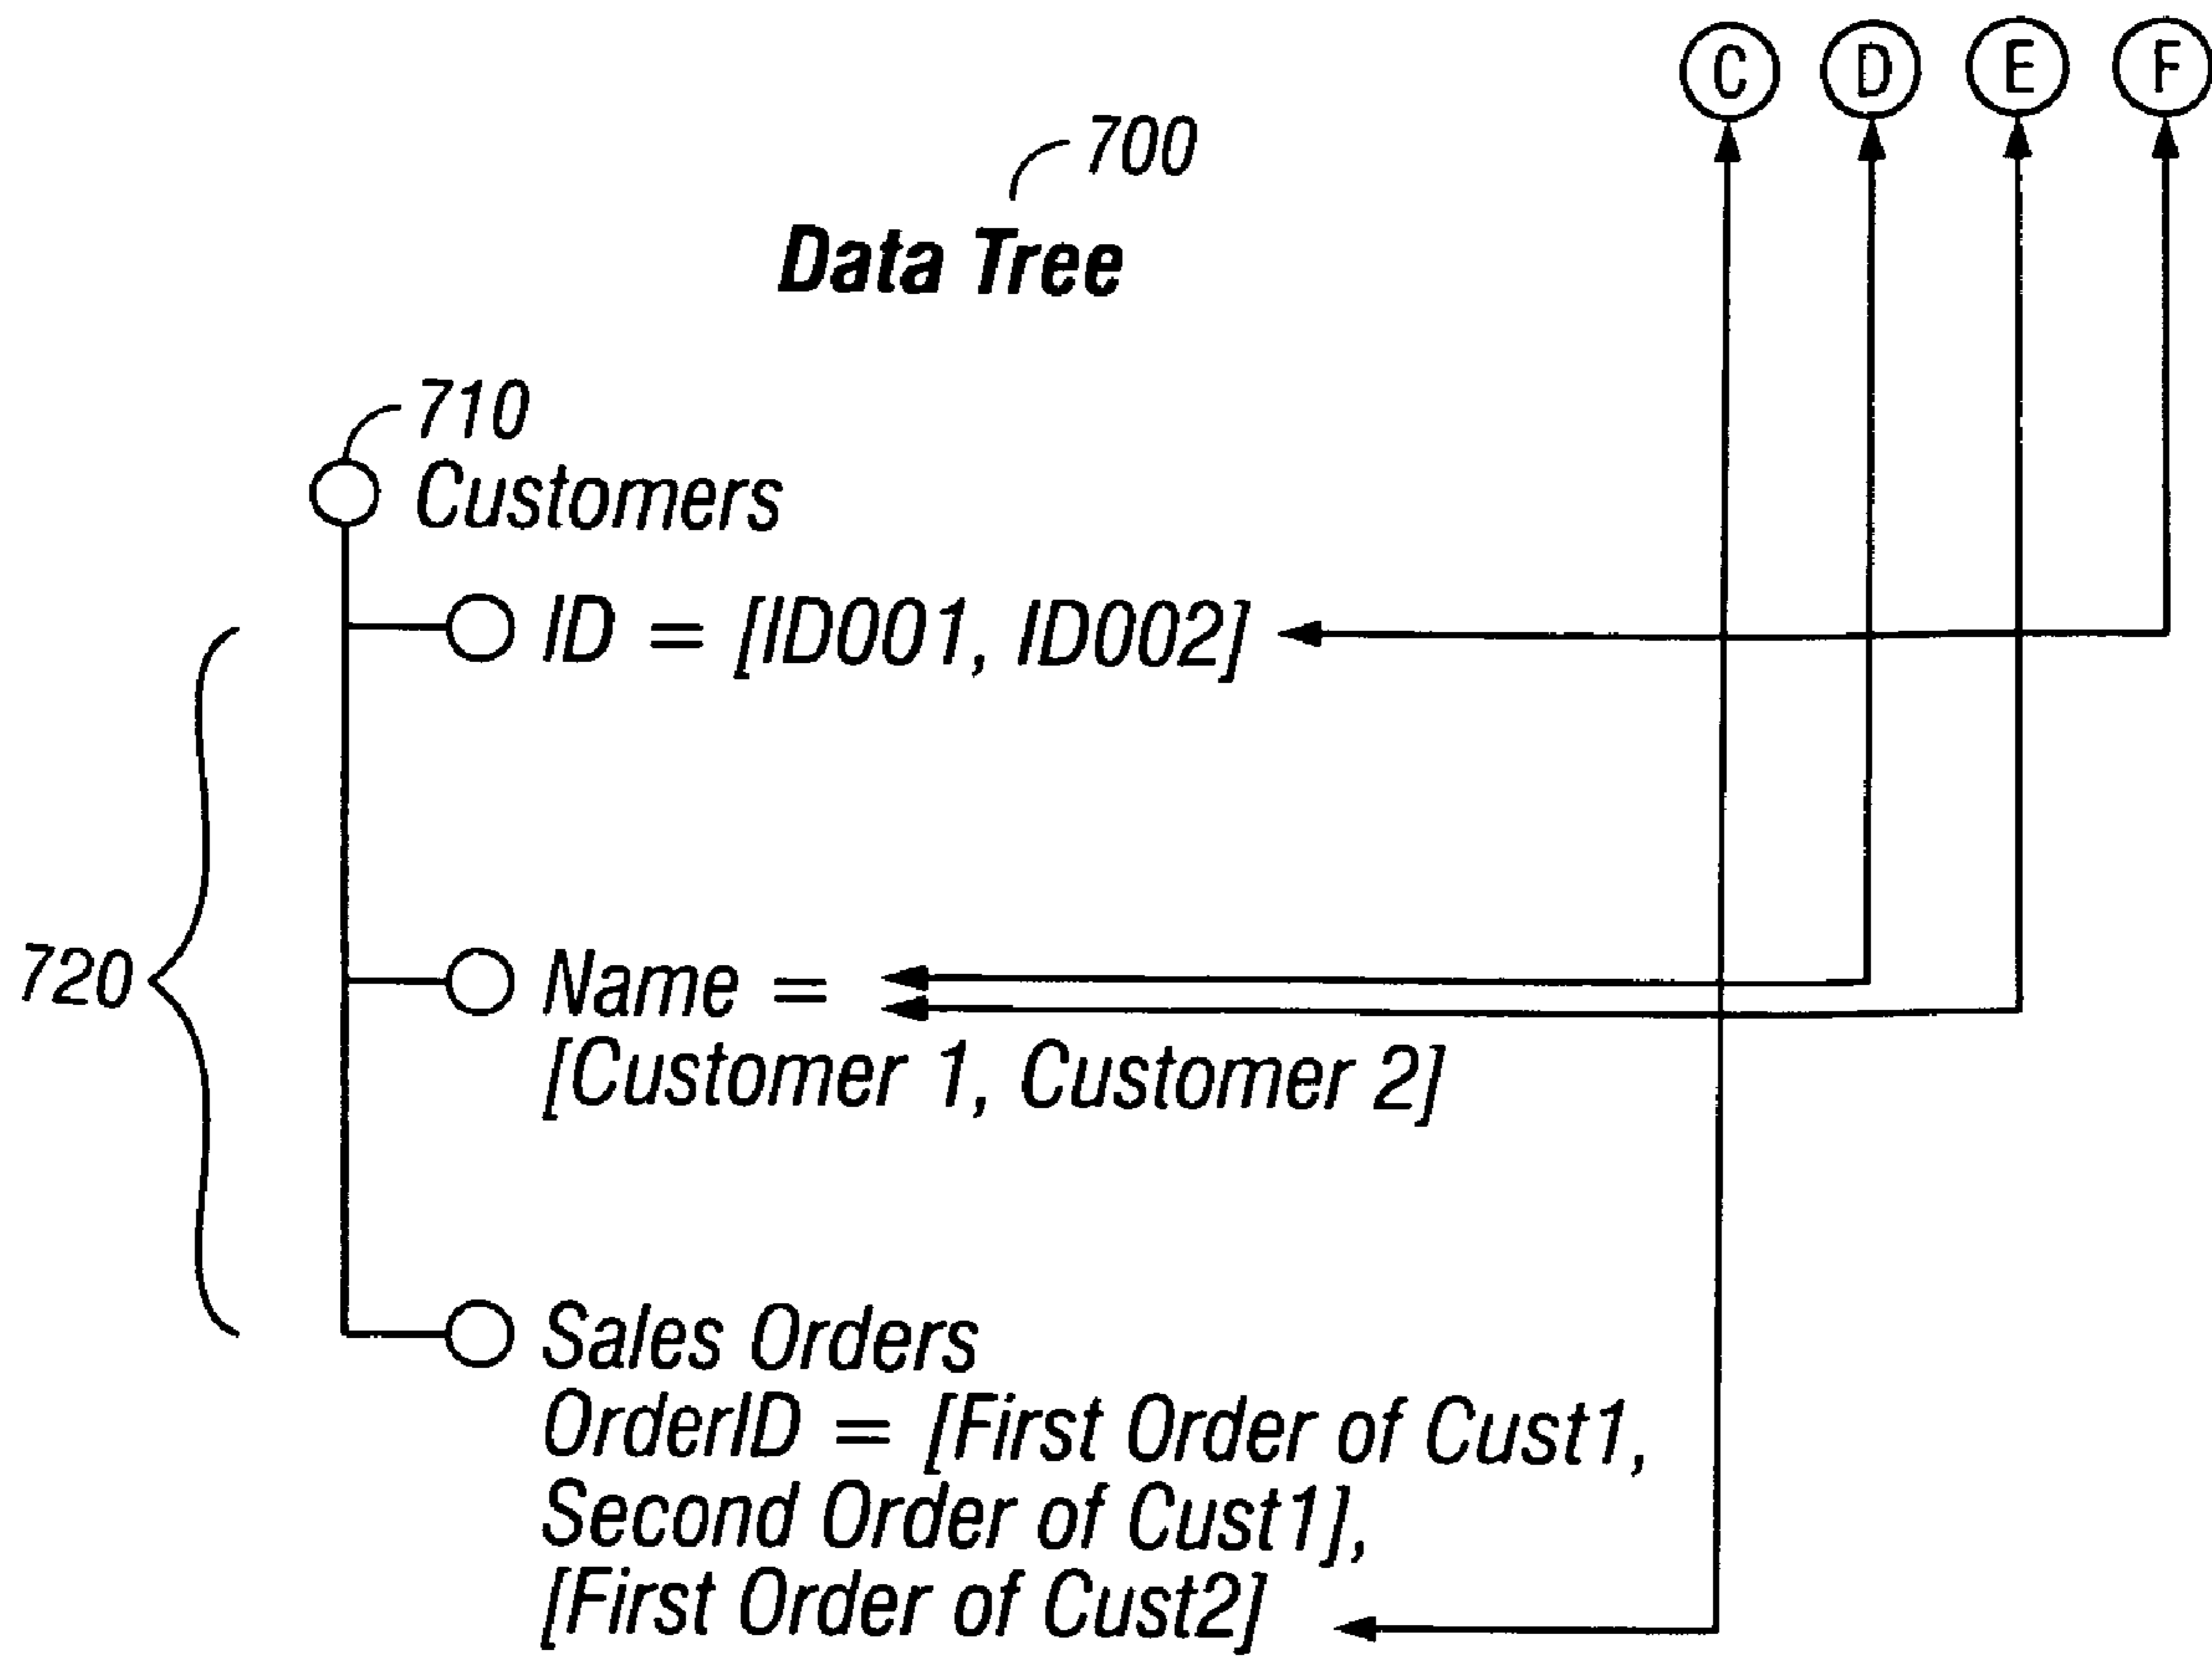 C D E F
700
Data Tree
710
Customers
ID = [ID001, ID002]
720
Name =
[Customer 1, Customer 2]
Sales Orders
OrderID = [First Order of Cust1,
Second Order of Cust1],
[First Order of Cust2]